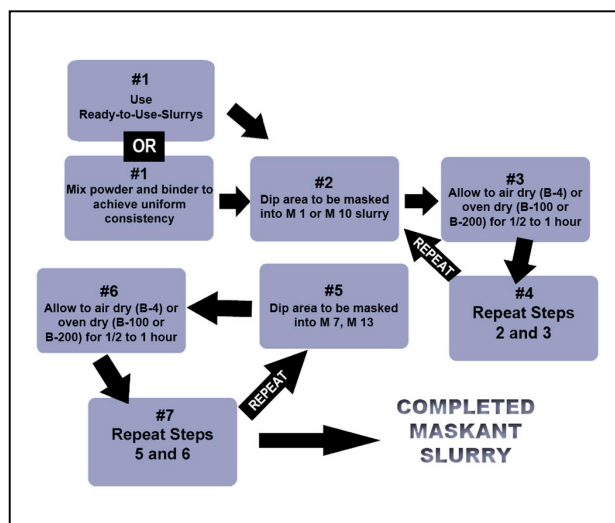 #1
Use
Ready-to-Use-Slurrys
OR
#1
Mix powder and binder to
achieve uniform
consistency
#2
Dip area to be masked
into M 1 or M 10 slurry
#3
Allow to air dry (B-4) or
oven dry (B-100 or
B-200) for 1/2 to 1 hour
REPEAT
#4
Repeat Steps
2 and 3
#5
Dip area to be masked
into M 7, M 13
#6
Allow to air dry (B-4) or
oven dry (B-100 or
B-200) for 1/2 to 1 hour
#7
Repeat Steps
5 and 6
REPEAT
COMPLETED
MASKANT
SLURRY